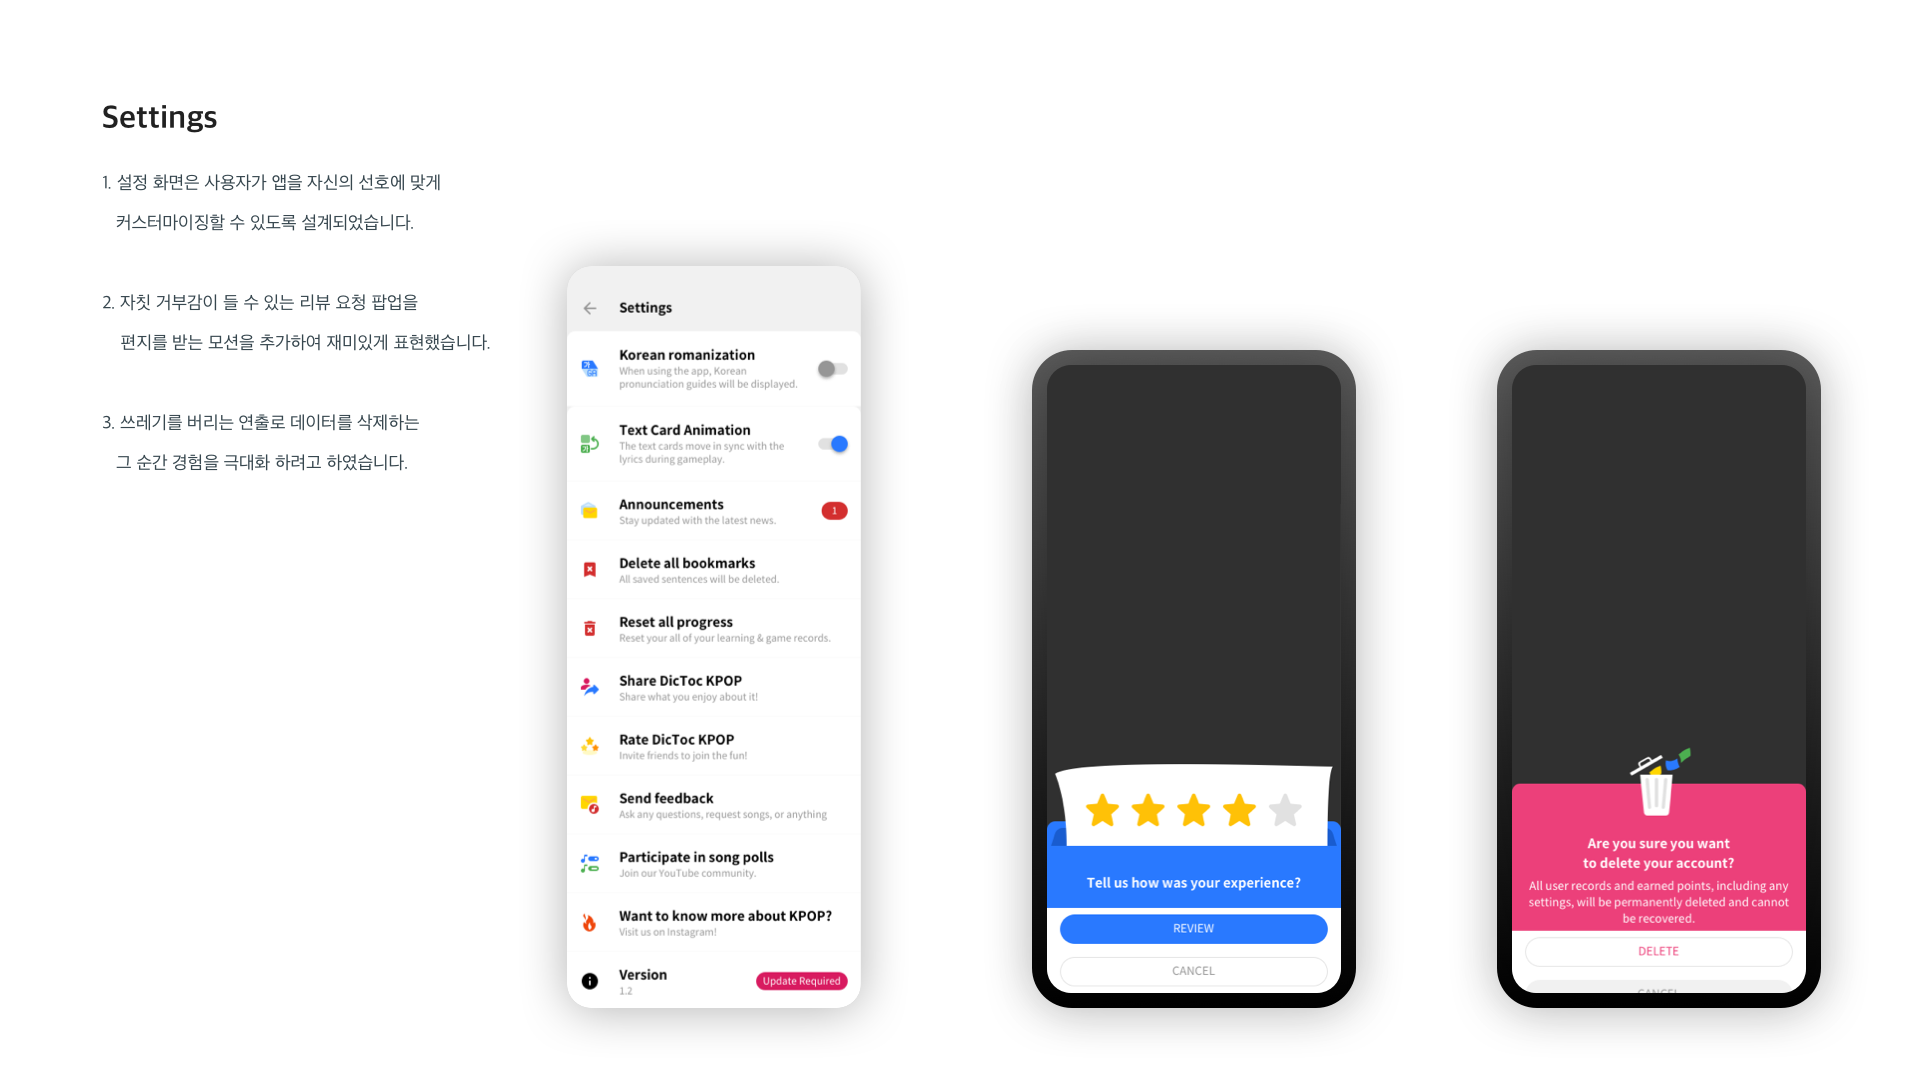 Settings
1. 설정 화면은 사용자가 앱을 자신의 선호에 맞게
커스터마이징할 수 있도록 설계되었습니다.
2. 자칫 거부감이 들 수 있는 리뷰 요청 팝업을
편지를 받는 모션을 추가하여 재미있게 표현했습니다.
3. 쓰레기를 버리는 연출로 데이터를 삭제하는
그 순간 경험을 극대화 하려고 하였습니다.
Settings
Korean romanization
When using the app, Korean
pronunciation guides will be displayed.
Text Card Animation
The text cards move in sync with the
lyrics during gameplay.
Announcements
1
Stay updated with the latest news.
Delete all bookmarks
All saved sentences will be deleted.
Reset all progress
Reset your all of your learning & game records.
Share DicToc KPOP
Share what you enjoy about it!
Rate DicToc KPOP
Invite friends to join the fun!
Send feedback
Ask any questions, request songs, or anything
Participate in song polls
Join our YouTube community.
Want to know more about KPOP?
Visit us on Instagram!
Version
Update Required
1.2
Tell us how was your experience?
REVIEW
CANCEL
Are you sure you want
to delete your account?
All user records and earned points, including any
settings, will be permanently deleted and cannot
be recovered.
DELETE
CANCEL